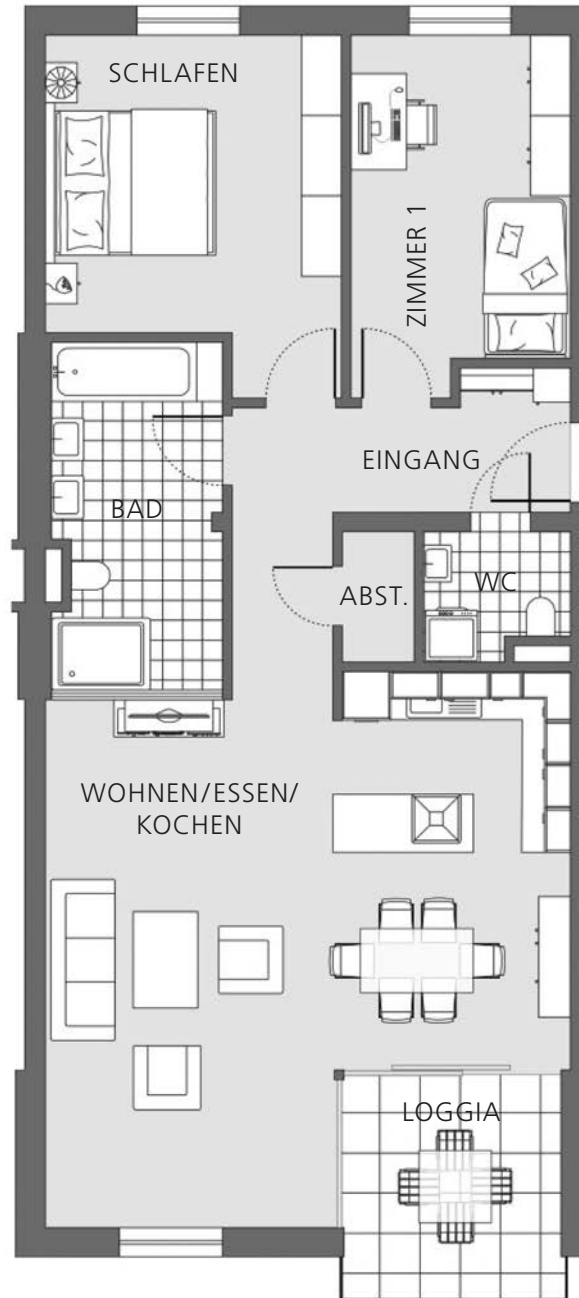 SCHLAFEN
ZIMMER 1
EINGANG
BAD
ABST.
WC
WOHNEN/ESSEN/
KOCHEN
LOGGIA